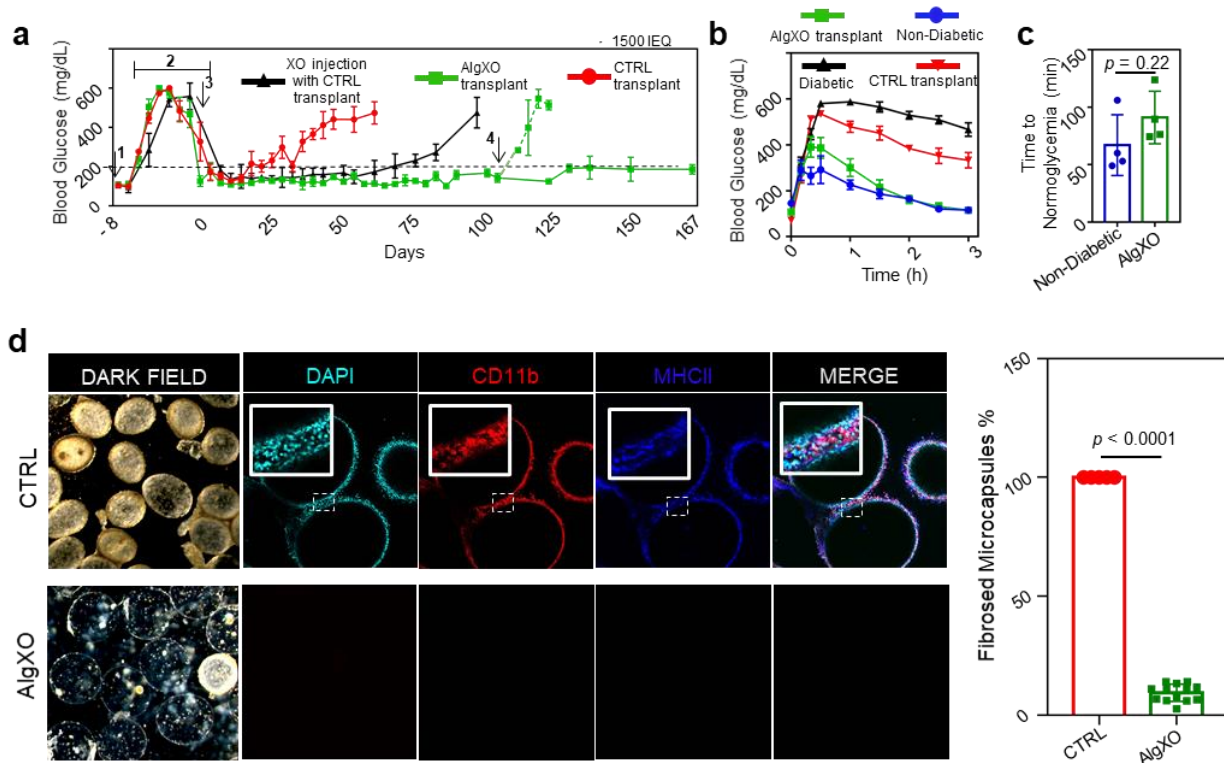 a
- 1500 IEQ
2
3
XO injection
with CTRL
transplant
AlgXO
transplant
CTRL
transplant
1
4
Blood Glucose (mg/dL)
600
400
200
0
- 8
0
25
50
75
100
125
150
167
Days
b
AlgXO transplant
Non-Diabetic
Diabetic
CTRL transplant
Blood Glucose (mg/dL)
600
400
200
0
0
1
2
3
Time (h)
c
p = 0.22
Time to
Normoglycemia (min)
150
100
50
0
Non-Diabetic
AlgXO
d
DARK FIELD
DAPI
CD11b
MHCII
MERGE
CTRL
AlgXO
Fibrosed Microcapsules %
150
100
50
0
p < 0.0001
CTRL
AlgXO